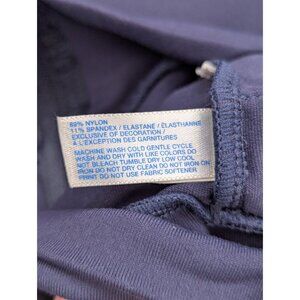 89% NYLON
11% SPANDEX / ELASTANE / ELASTHANNE
EXCLUSIVE OF DECORATION /
A L'EXCEPTION DES GARNITURES
MACHINE WASH COLD GENTLE CYCLE
WASH AND DRY WITH LIKE COLORS DO
NOT BLEACH TUMBLE DRY LOW COOL
IRON DO NOT DRY CLEAN DO NOT IRON ON
PRINT DO NOT USE FABRIC SOFTENER